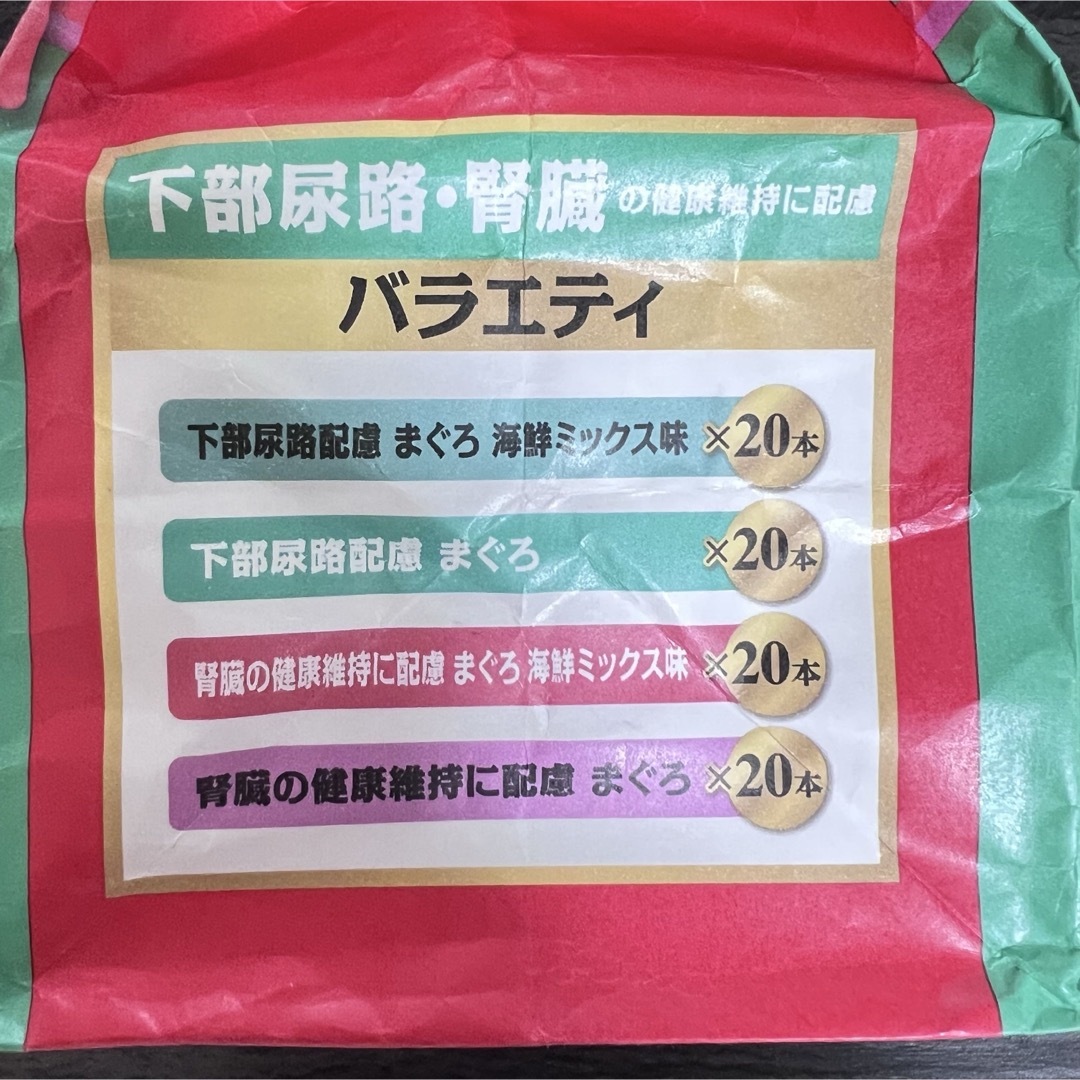 下部尿路・腎臓の健康維持に配慮
バラエティ
下部尿路配慮 まぐろ 海鮮ミックス味 ×20本
下部尿路配慮 まぐろ ×20本
腎臓の健康維持に配慮 まぐろ 海鮮ミックス味 ×20本
腎臓の健康維持に配慮 まぐろ ×20本